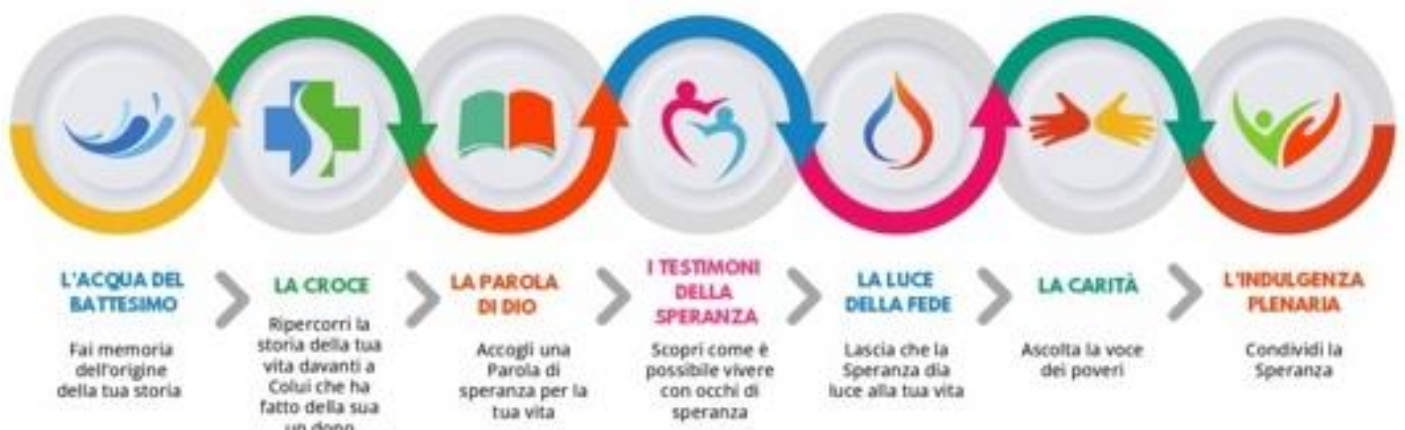 L'ACQUA DEL
BATTESIMO
Fai memoria
dell'origine
della tua storia
LA CROCE
Ripercorri la
storia della tua
vita davanti a
Colui che ha
fatto della sua
un dono
LA PAROLA
DI DIO
Accogli una
Parola di
speranza per la
tua vita
I TESTIMONI
DELLA
SPERANZA
Scopri come è
possibile vivere
con occhi di
speranza
LA LUCE
DELLA FEDE
Lascia che la
Speranza dia
luce alla tua vita
LA CARITÀ
Ascolta la voce
dei poveri
L'INDULGENZA
PLENARIA
Condividi la
Speranza